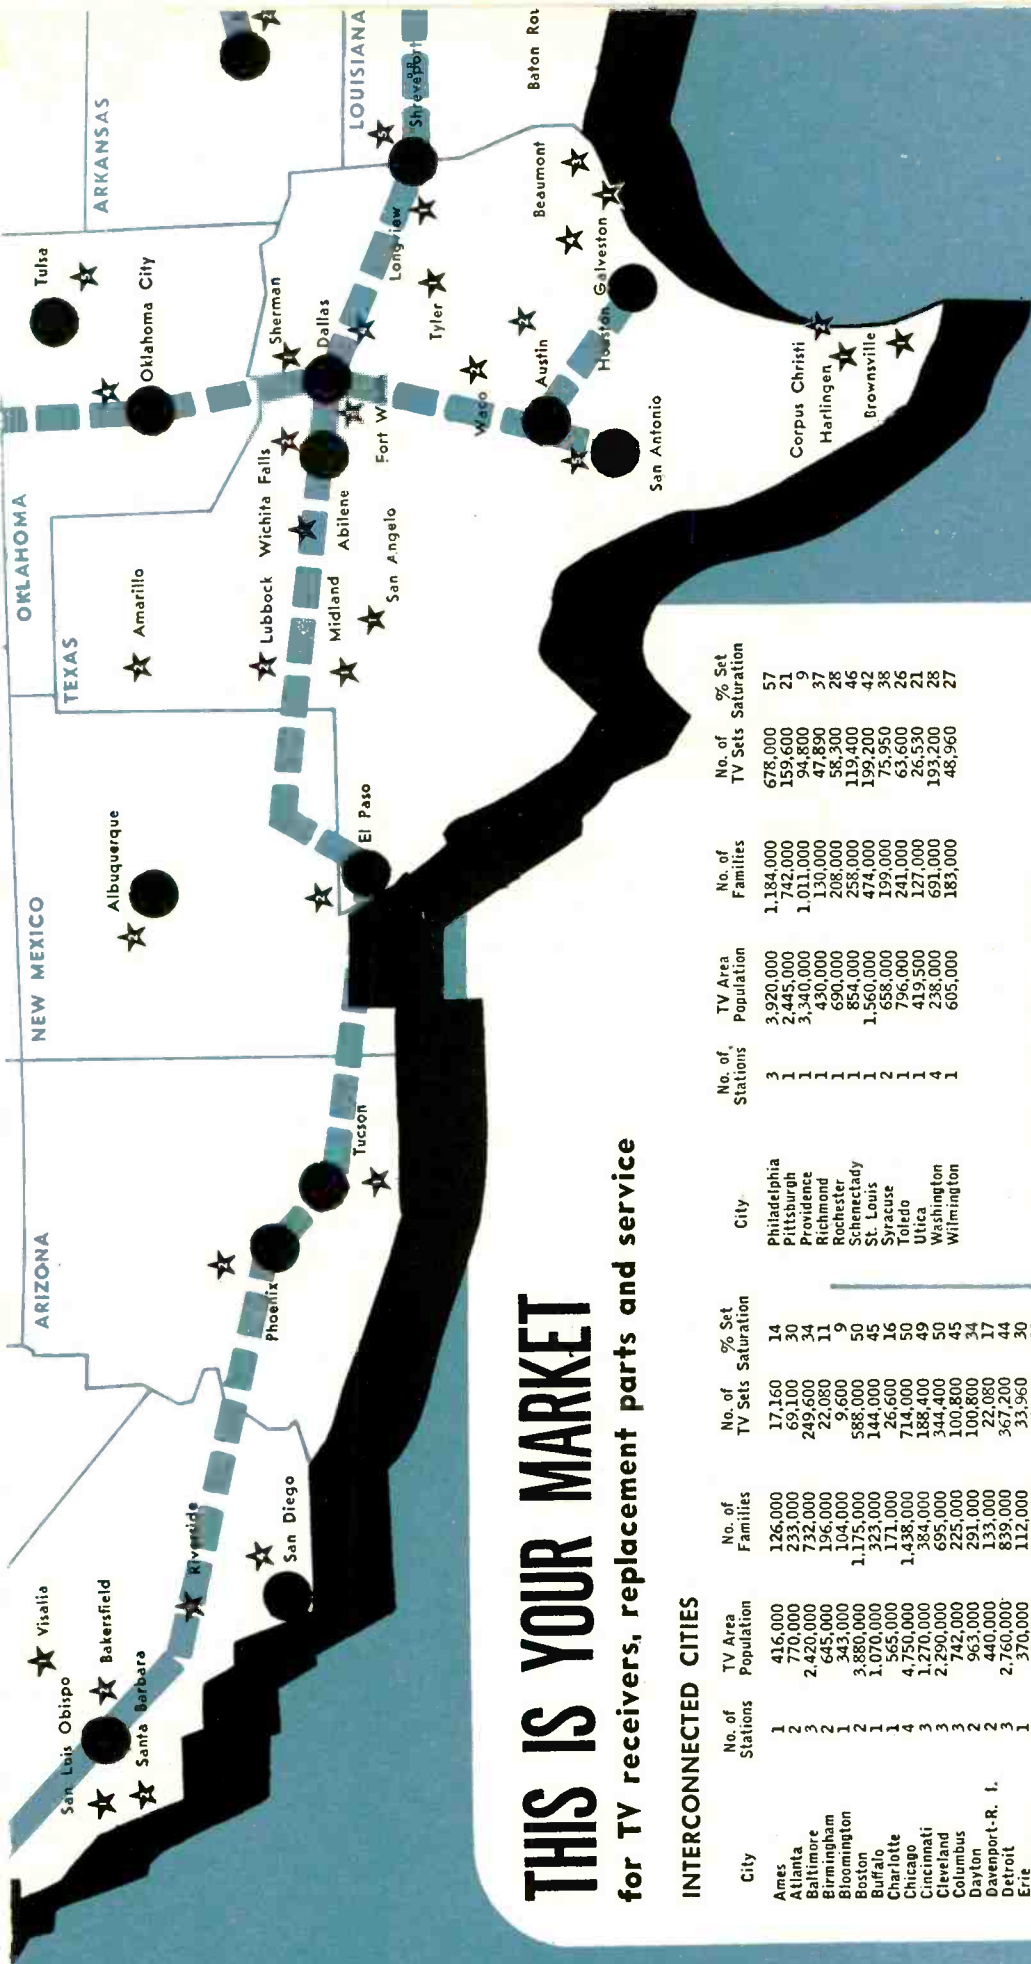 ARIZONA
NEW MEXICO
OKLAHOMA
TEXAS
ARKANSAS
LOUISIANA
Visalia
San Luis Obispo
Bakersfield
Santa Barbara
Riverside
San Diego
Phoenix
Tucson
Albuquerque
El Paso
Amarillo
Lubbock
Wichita Falls
Midland
Abilene
San Angelo
Tulsa
Oklahoma City
Sherman
Dallas
Fort W
Longview
Tyler
Shreveport
Waco
Austin
Houston
Galveston
Beaumont
Baton Rou
San Antonio
Corpus Christi
Harlingen
Brownsville
THIS IS YOUR MARKET
for TV receivers, replacement parts and service
INTERCONNECTED CITIES
City No. of Stations TV Area Population No. of Families No. of TV Sets % Set Saturation
Ames 1 416,000 126,000 17,160 14
Atlanta 2 770,000 233,000 69,100 30
Baltimore 3 2,420,000 732,000 249,600 34
Birmingham 2 645,000 196,000 22,080 11
Bloomington 1 343,000 104,000 9,600 9
Boston 2 3,880,000 1,175,000 588,000 50
Buffalo 1 1,070,000 323,000 144,000 45
Charlotte 1 565,000 171,000 26,600 16
Chicago 4 4,750,000 1,438,000 714,000 50
Cincinnati 3 1,270,000 384,000 188,400 49
Cleveland 3 2,290,000 695,000 344,400 50
Columbus 3 742,000 225,000 100,800 45
Dayton 2 963,000 291,000 100,800 34
Davenport-R. I. 2 440,000 133,000 22,080 17
Detroit 3 2,760,000 839,000 367,200 44
Erie 1 370,000 112,000 33,960 30
City No. of Stations TV Area Population No. of Families No. of TV Sets % Set Saturation
Philadelphia 3 3,920,000 1,184,000 678,000 57
Pittsburgh 1 2,445,000 742,000 159,600 21
Providence 1 3,340,000 1,011,000 94,800 9
Richmond 1 430,000 130,000 47,890 37
Rochester 1 690,000 208,000 58,300 28
Schenectady 1 854,000 258,000 119,400 46
St. Louis 1 1,560,000 474,000 199,200 42
Syracuse 2 658,000 199,000 75,950 38
Toledo 1 796,000 241,000 63,600 26
Utica 1 419,500 127,000 26,530 21
Washington 4 238,000 691,000 193,200 28
Wilmington 1 605,000 183,000 48,960 27